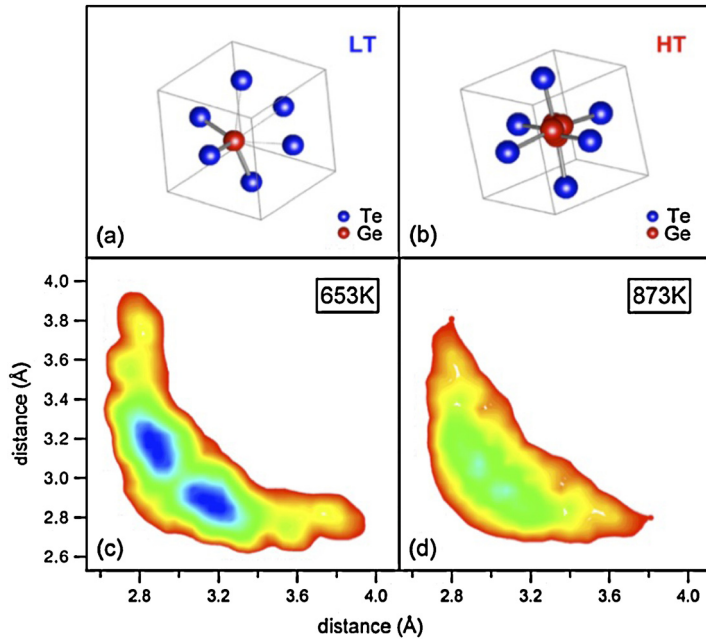 LT
Te
Ge
(a)
HT
Te
Ge
(b)
4.0
3.8
3.6
3.4
3.2
3.0
2.8
2.6
distance (Å)
653K
(c)
873K
(d)
2.8
3.2
3.6
4.0
2.8
3.2
3.6
4.0
distance (Å)